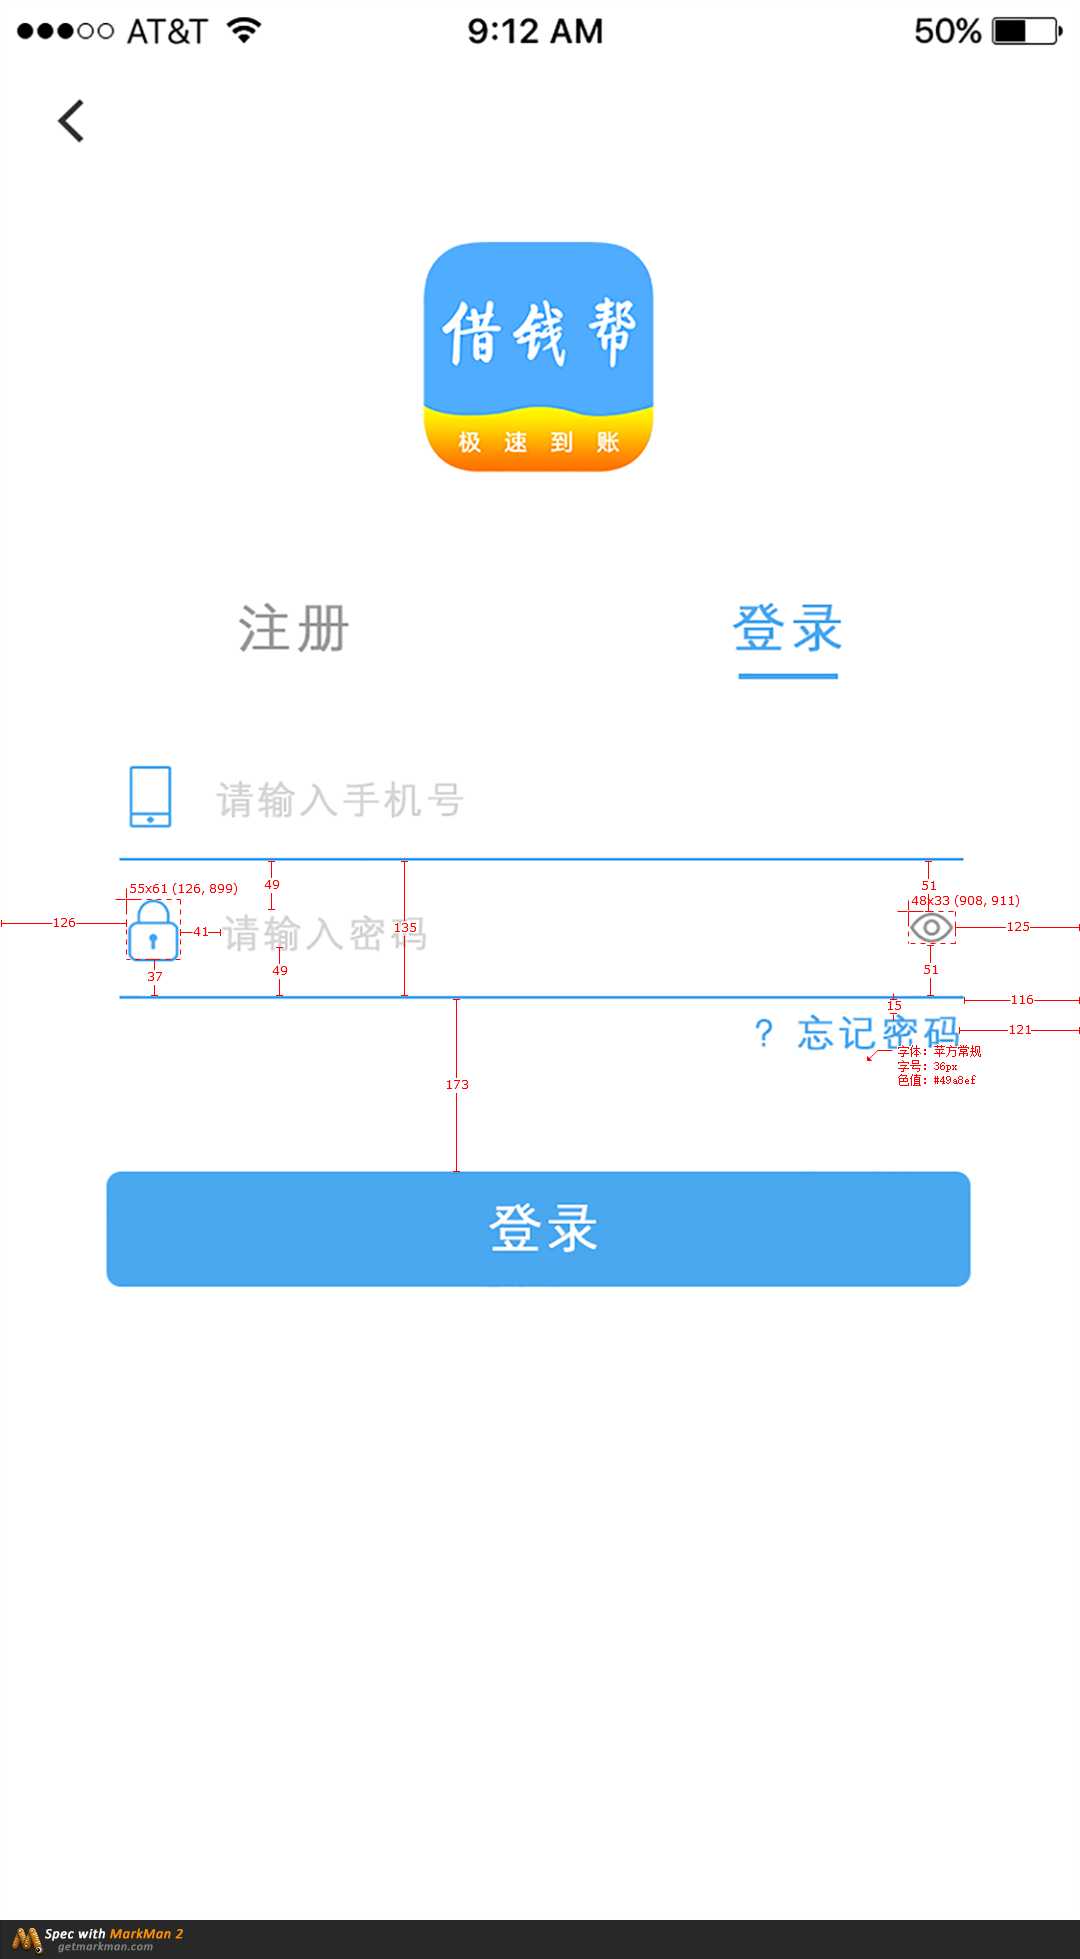 AT&T 9:12 AM 50%
借钱帮
极速到账
注册 登录
请输入手机号
49
51
55x61 (126, 899)
48x33 (908, 911)
126
41
请输入密码
135
125
49
51
37
116
15
? 忘记密码
121
字体: 苹方常规
字号: 36px
色值: #49a8ef
173
登录
Spec with MarkMan 2
getmarkman.com